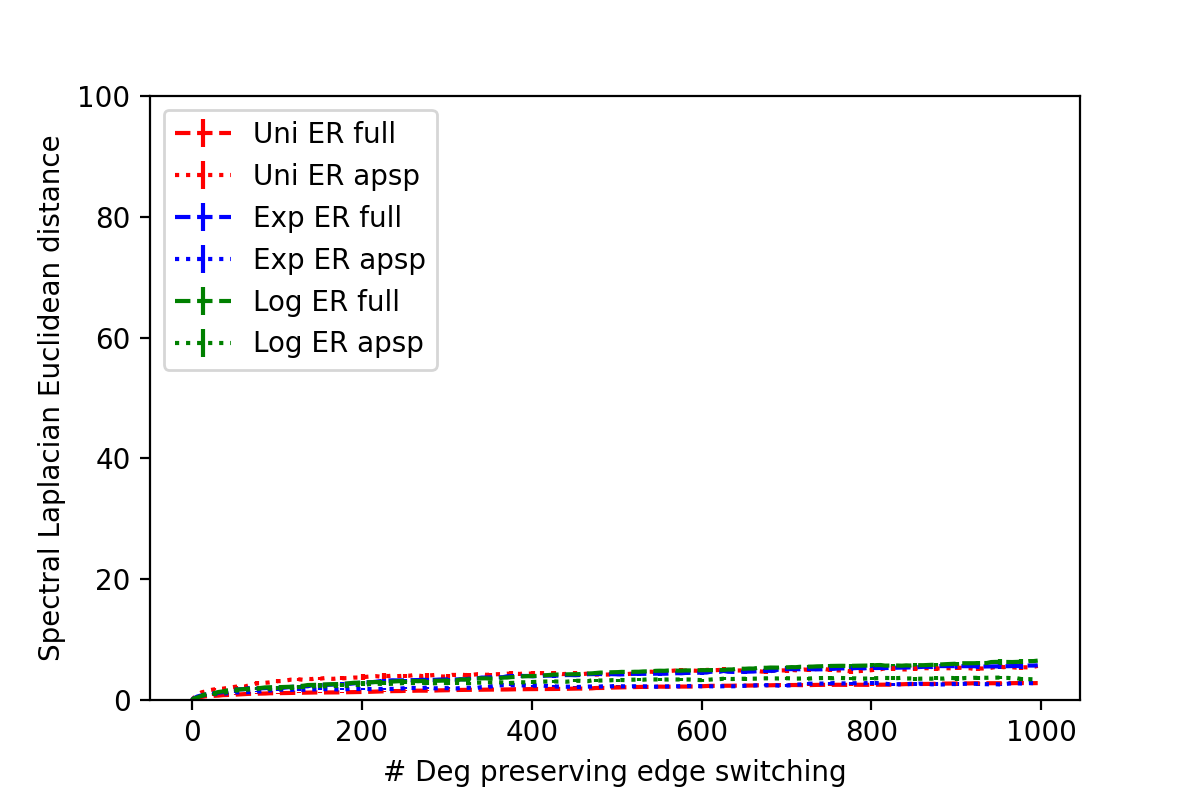 100
80
60
40
20
0
Spectral Laplacian Euclidean distance
Uni ER full
Uni ER apsp
Exp ER full
Exp ER apsp
Log ER full
Log ER apsp
0 200 400 600 800 1000
# Deg preserving edge switching